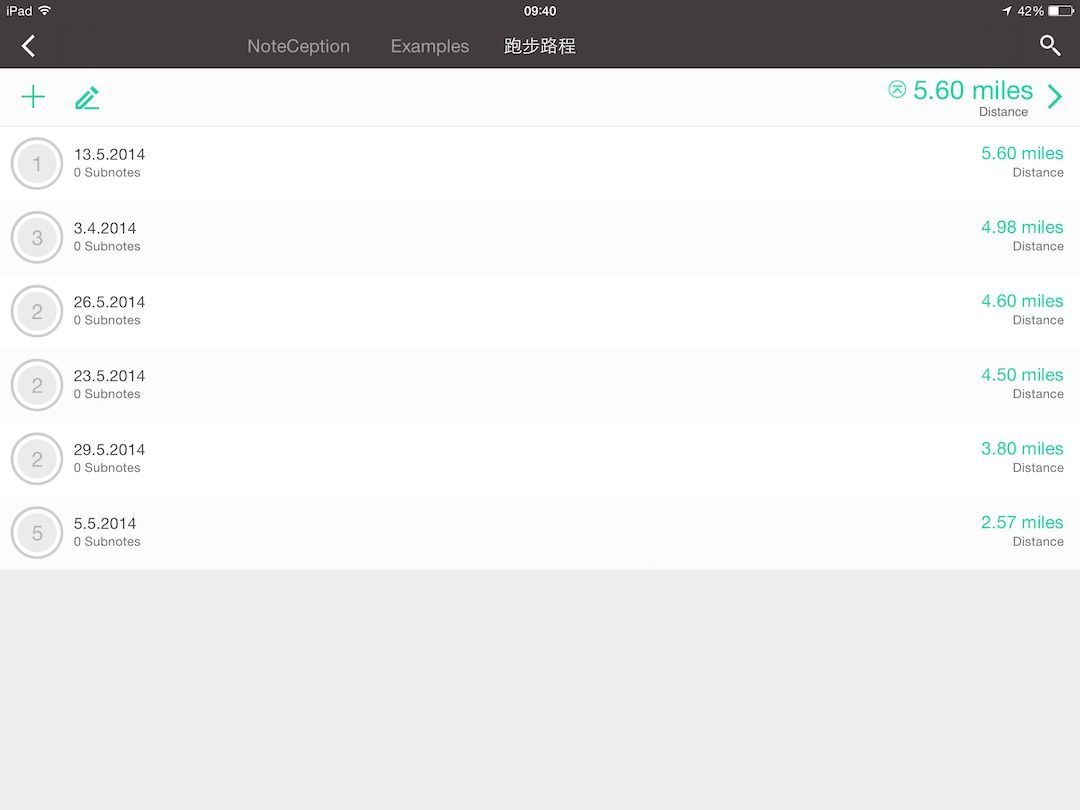 iPad 09:40 42%
NoteCeption Examples 跑步路程
5.60 miles
Distance
1 13.5.2014 5.60 miles
0 Subnotes Distance
3 3.4.2014 4.98 miles
0 Subnotes Distance
2 26.5.2014 4.60 miles
0 Subnotes Distance
2 23.5.2014 4.50 miles
0 Subnotes Distance
2 29.5.2014 3.80 miles
0 Subnotes Distance
5 5.5.2014 2.57 miles
0 Subnotes Distance